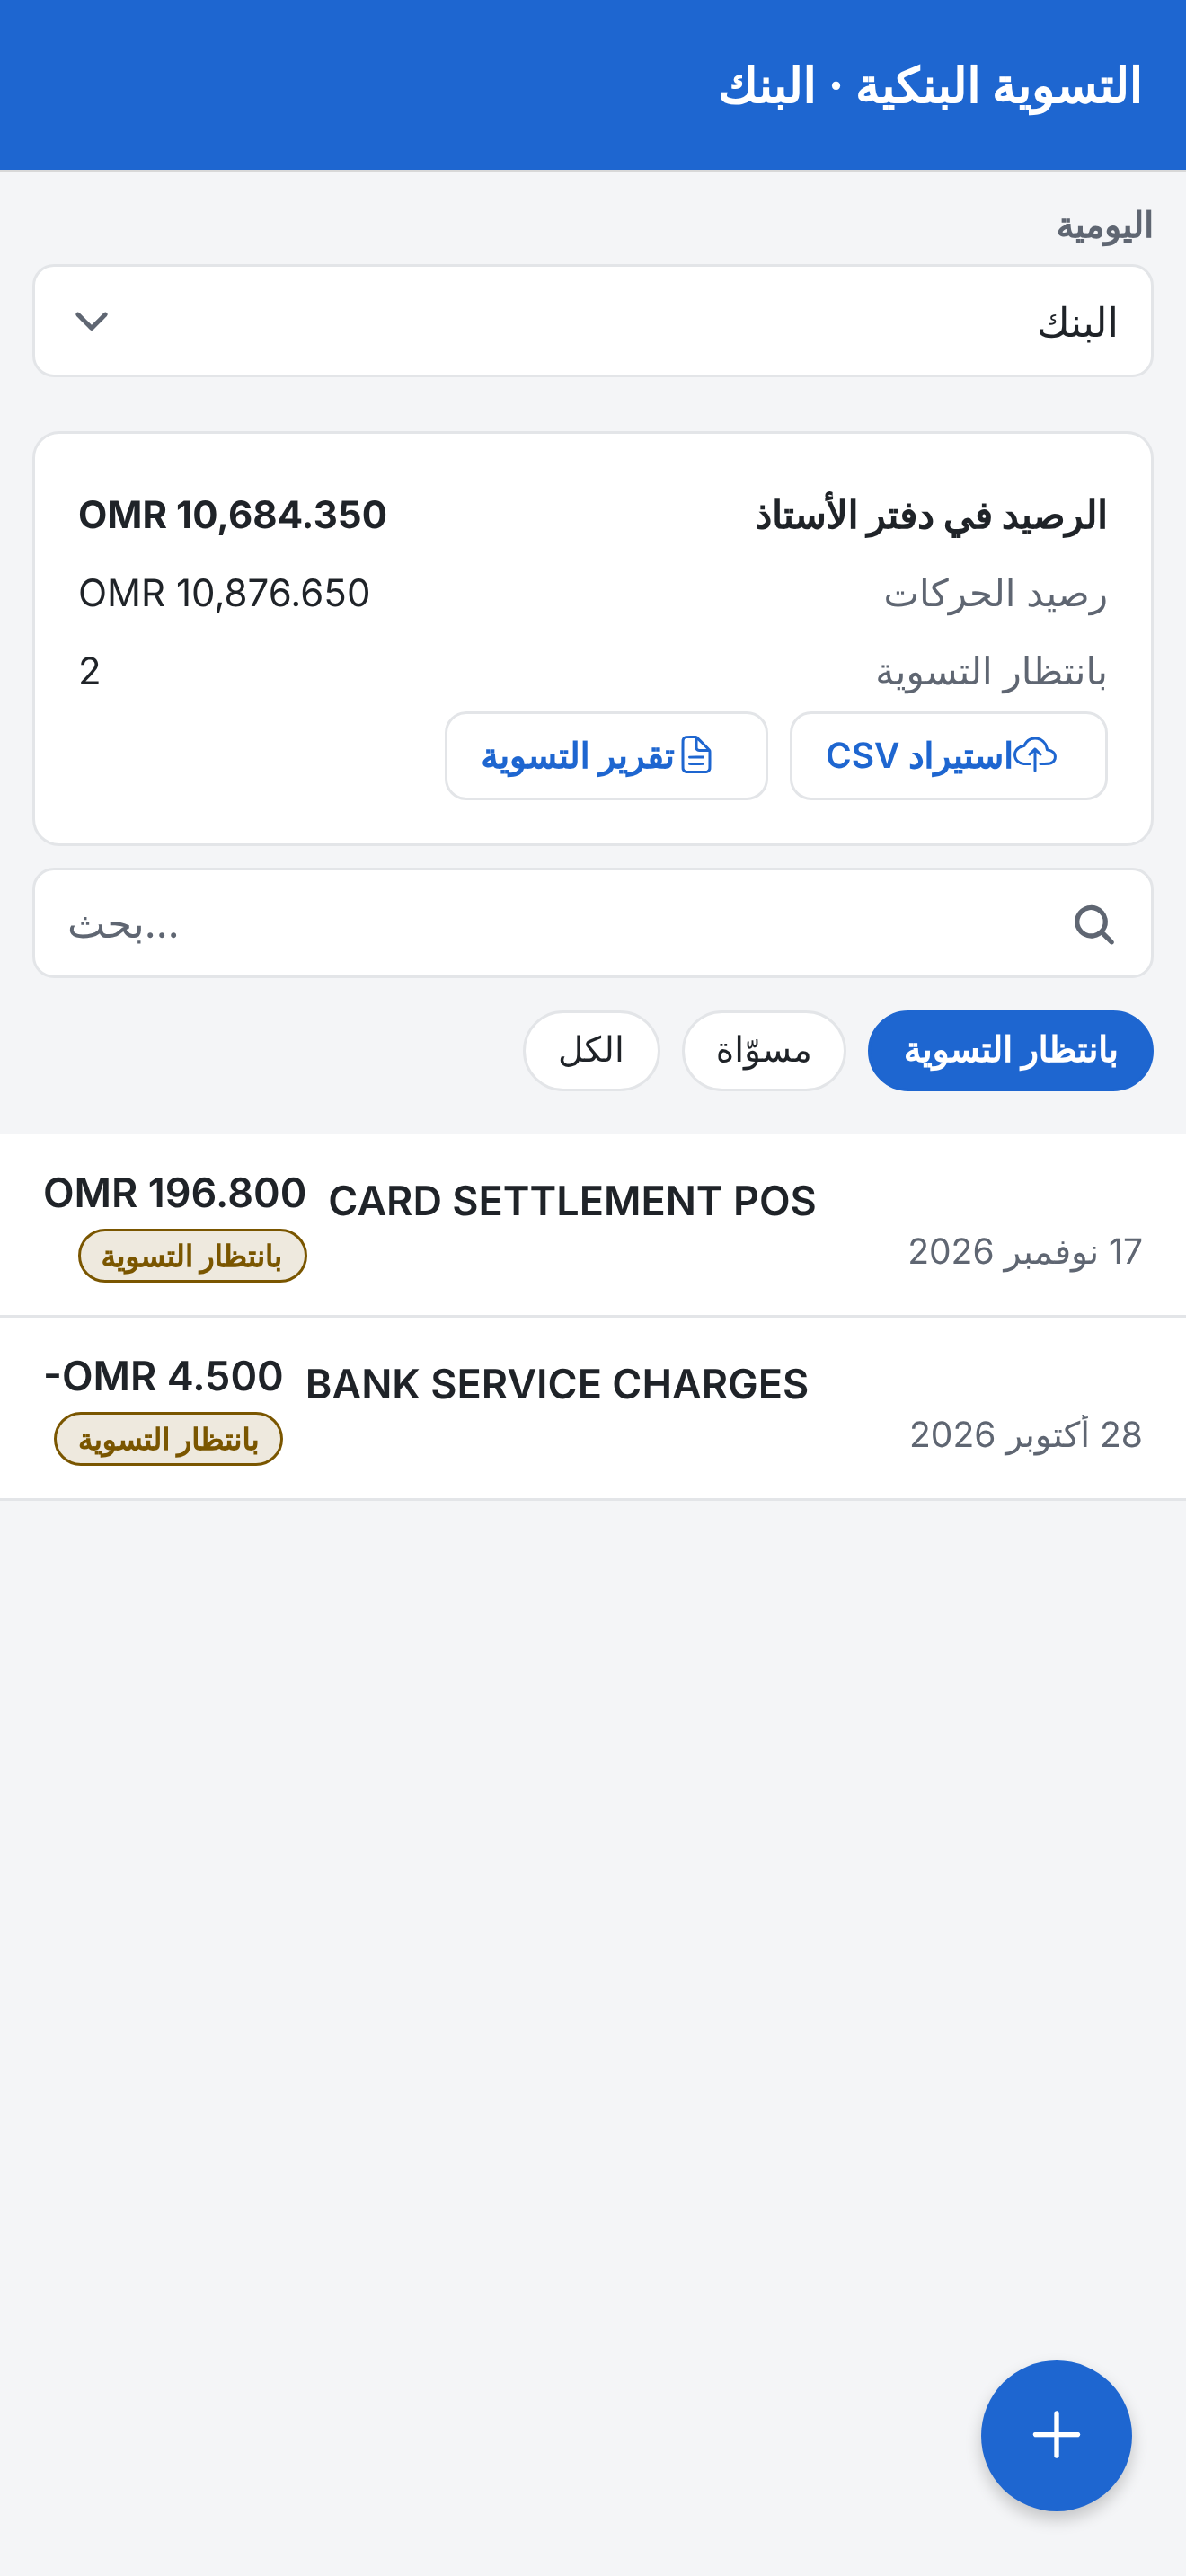 التسوية البنكية · البنك
اليومية
البنك
الرصيد في دفتر الأستاذ OMR 10,684.350
رصيد الحركات OMR 10,876.650
بانتظار التسوية 2
استيراد CSV
تقرير التسوية
بحث...
بانتظار التسوية
مسوّاة
الكل
CARD SETTLEMENT POS OMR 196.800
17 نوفمبر 2026 بانتظار التسوية
BANK SERVICE CHARGES -OMR 4.500
28 أكتوبر 2026 بانتظار التسوية